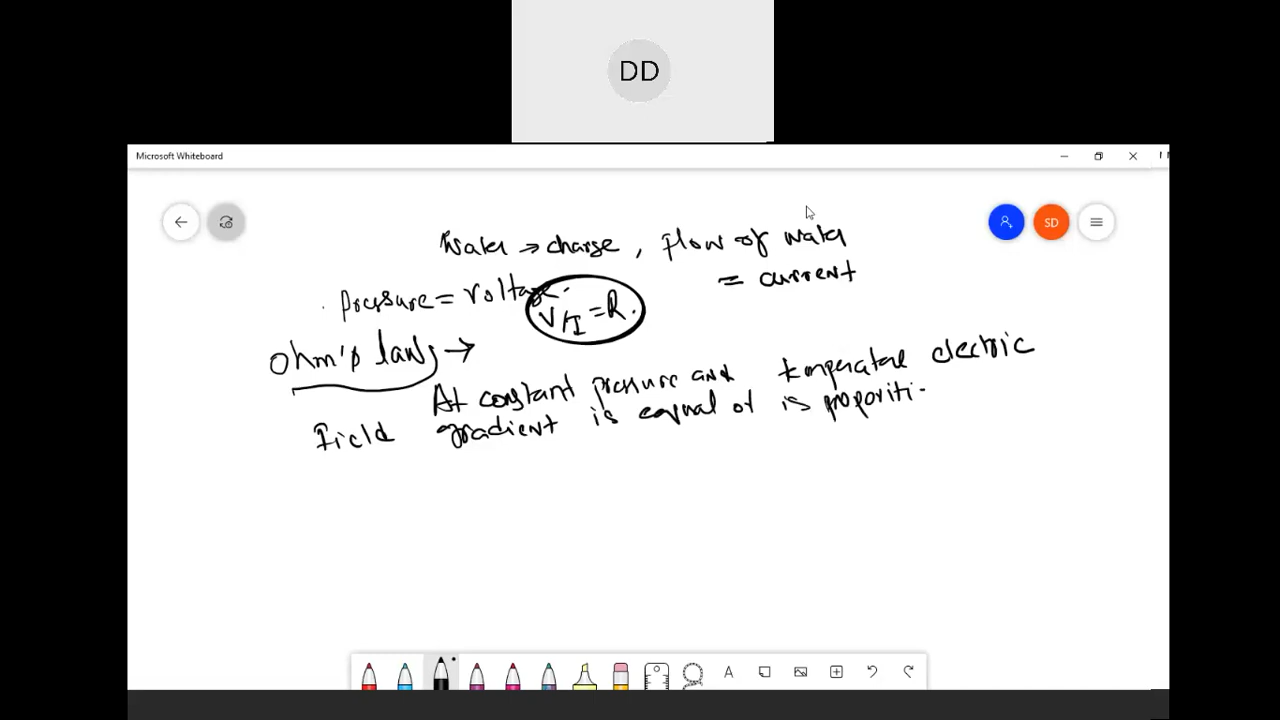 DD
Microsoft Whiteboard
SD
Water → charge , flow of water
= current
pressure = voltage.
V/I = R.
Ohm's law →
At constant pressure and temperature electric
field gradient is equal of is proporiti-
A